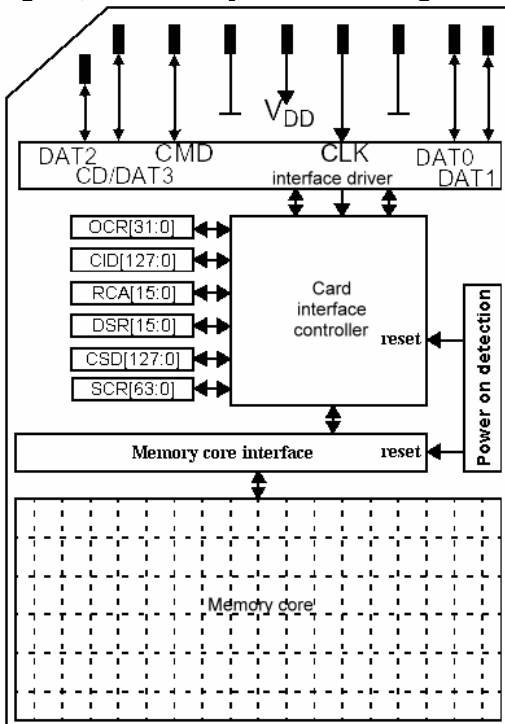 V_DD
DAT2 CMD CLK DAT0
CD/DAT3 interface driver DAT1
OCR[31:0]
CID[127:0]
RCA[15:0]
DSR[15:0]
CSD[127:0]
SCR[63:0]
Card
interface
controller
reset
Power on detection
Memory core interface reset
Memory core